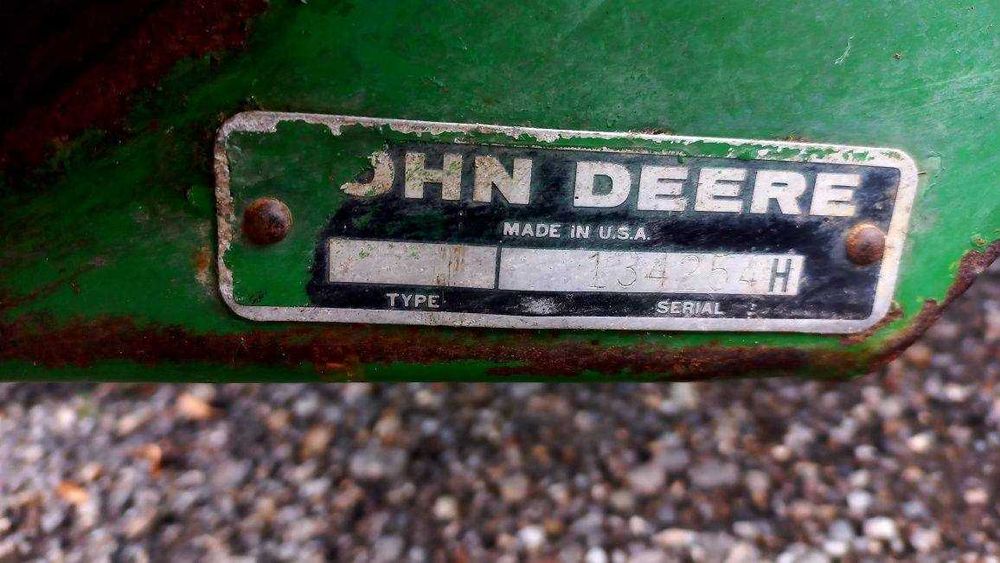 JOHN DEERE
MADE IN U.S.A.
134254H
TYPE SERIAL